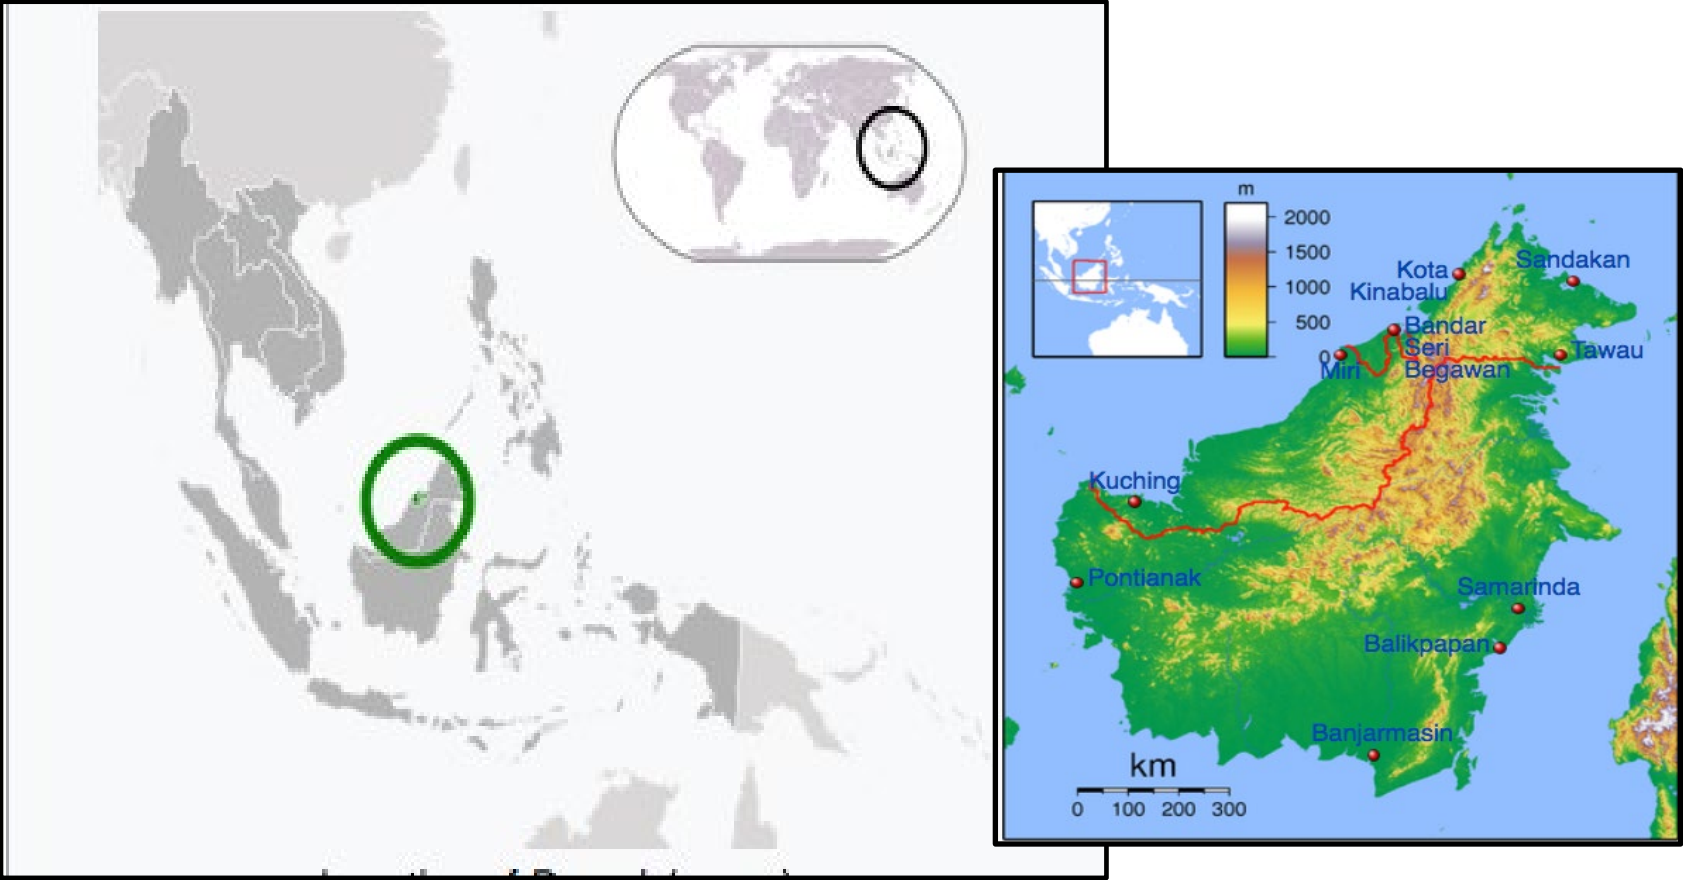 m
2000
1500
1000
500
0
Kota
Kinabalu
Sandakan
Bandar
Seri
Begawan
Miri
Tawau
Kuching
Pontianak
Samarinda
Balikpapan
Banjarmasin
km
0 100 200 300